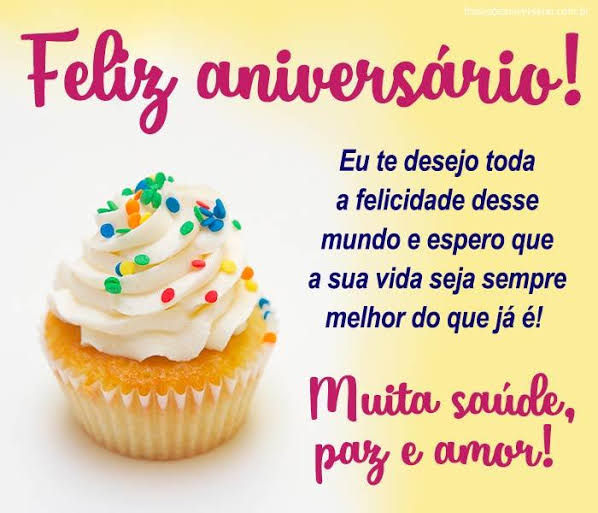 Feliz aniversário!
Eu te desejo toda
a felicidade desse
mundo e espero que
a sua vida seja sempre
melhor do que já é!
Muita saúde,
paz e amor!